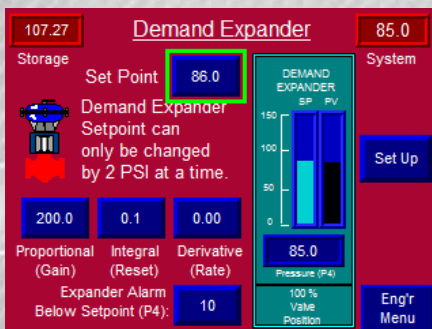 107.27
Demand Expander
85.0
Storage
System
Set Point
86.0
Demand Expander
Setpoint can
only be changed
by 2 PSI at a time.
DEMAND
EXPANDER
SP PV
150
100
50
0
Set Up
200.0
0.1
0.00
85.0
Proportional
(Gain)
Integral
(Reset)
Derivative
(Rate)
Pressure (P4)
Expander Alarm
Below Setpoint (P4):
10
100 %
Valve
Position
Eng'r
Menu